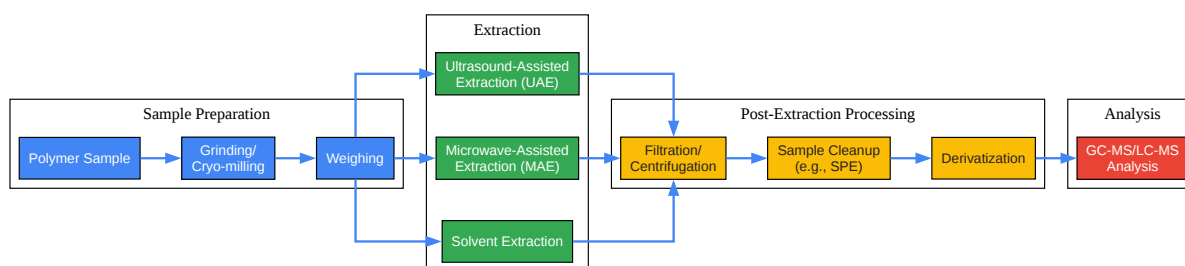 Extraction
Ultrasound-Assisted
Extraction (UAE)
Sample Preparation
Polymer Sample
Grinding/
Cryo-milling
Weighing
Microwave-Assisted
Extraction (MAE)
Solvent Extraction
Post-Extraction Processing
Filtration/
Centrifugation
Sample Cleanup
(e.g., SPE)
Derivatization
Analysis
GC-MS/LC-MS
Analysis